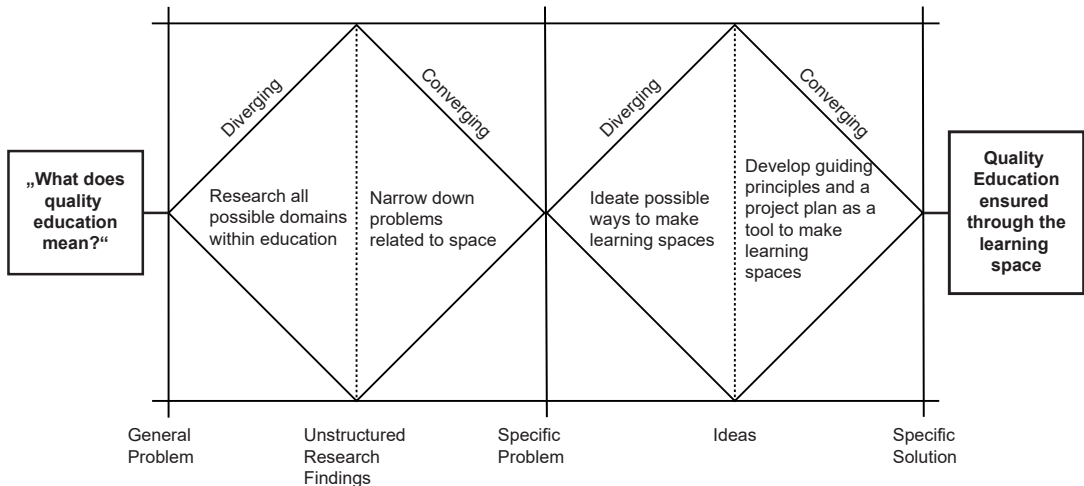 Diverging
Converging
Diverging
Converging
„What does
quality
education
mean?“
Research all
possible domains
within education
Narrow down
problems
related to space
Ideate possible
ways to make
learning spaces
Develop guiding
principles and a
project plan as a
tool to make
learning
spaces
Quality
Education
ensured
through the
learning
space
General
Problem
Unstructured
Research
Findings
Specific
Problem
Ideas
Specific
Solution